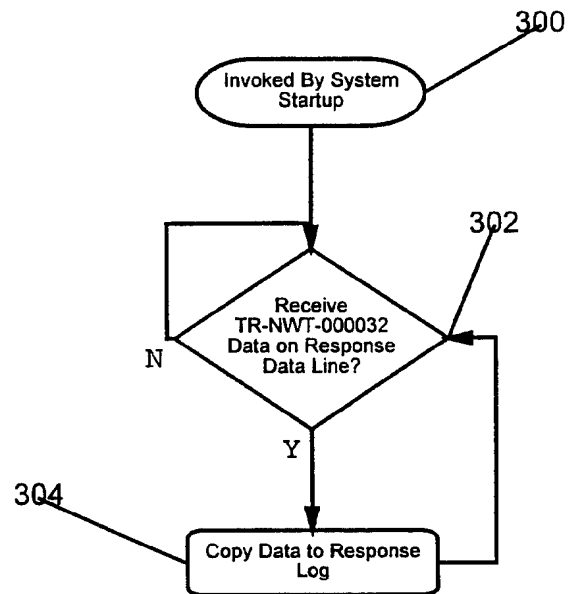 300
Invoked By System
Startup
302
Receive
TR-NWT-000032
Data on Response
Data Line?
N
Y
304
Copy Data to Response
Log